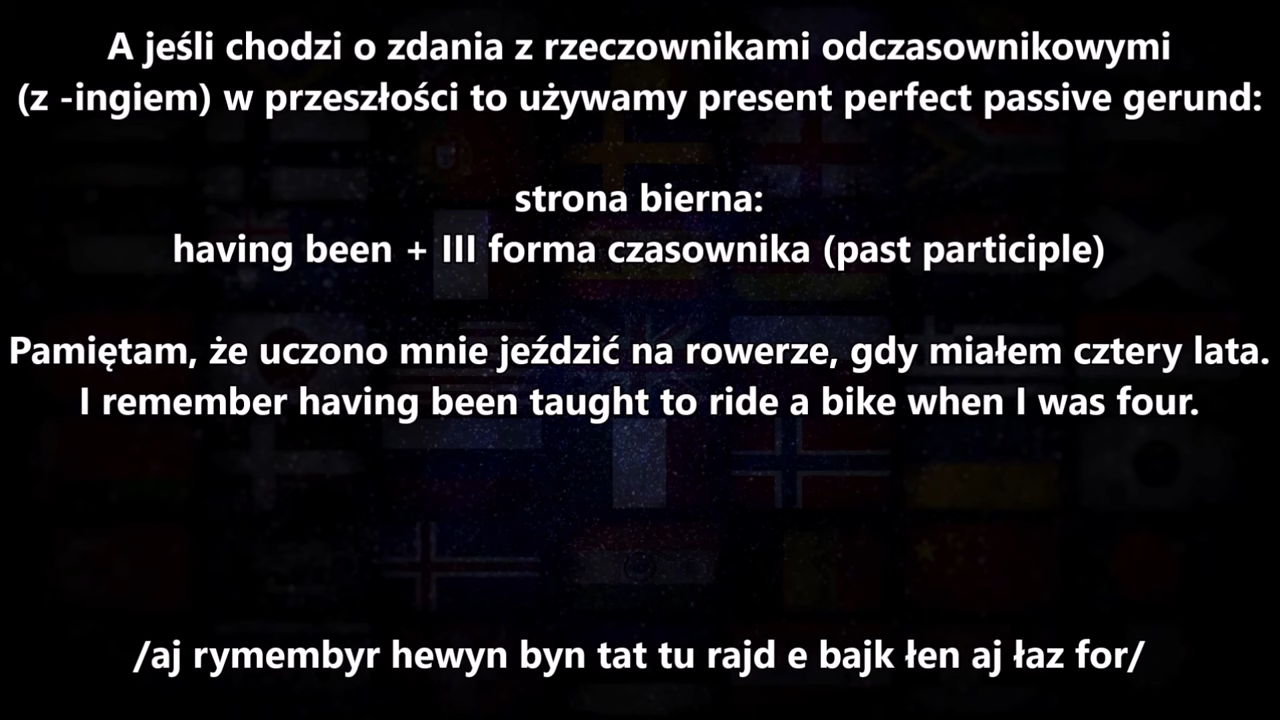 A jeśli chodzi o zdania z rzeczownikami odczasownikowymi
(z -ingiem) w przeszłości to używamy present perfect passive gerund:
strona bierna:
having been + III forma czasownika (past participle)
Pamiętam, że uczono mnie jeździć na rowerze, gdy miałem cztery lata.
I remember having been taught to ride a bike when I was four.
/aj rymembyr hewyn byn tat tu rajd e bajk łen aj łaz for/